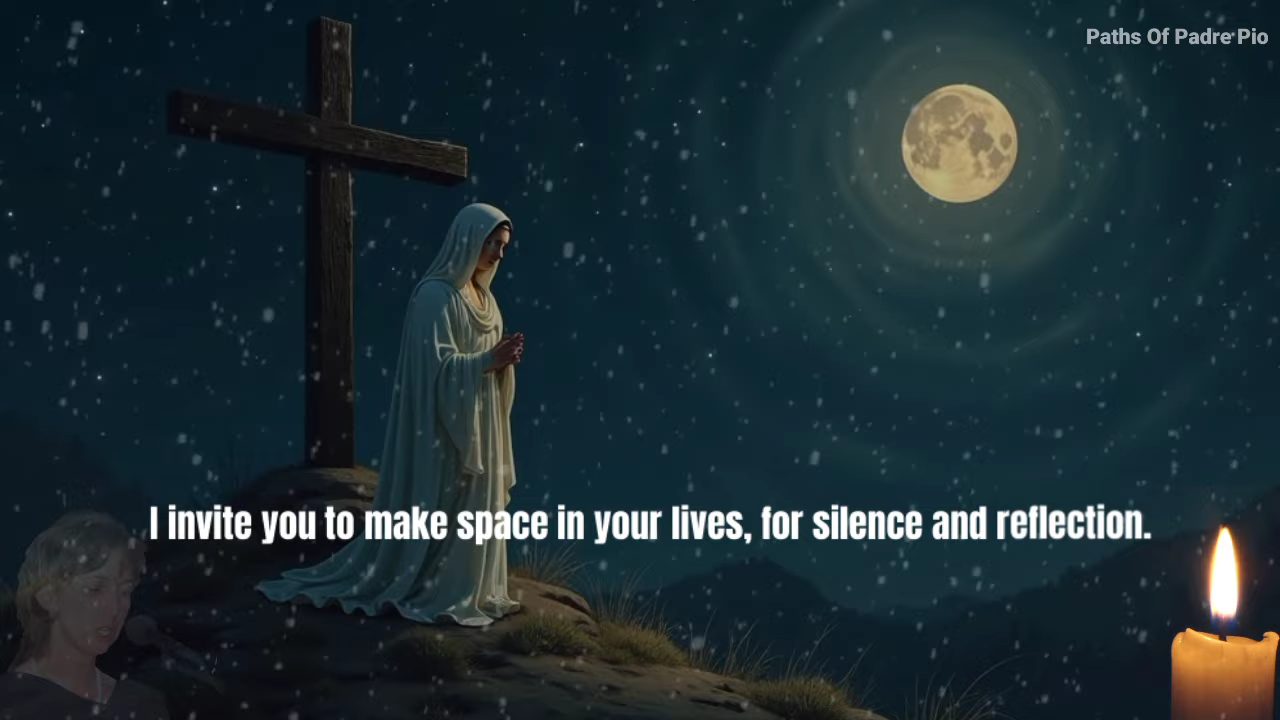 Paths Of Padre Pio
I invite you to make space in your lives, for silence and reflection.